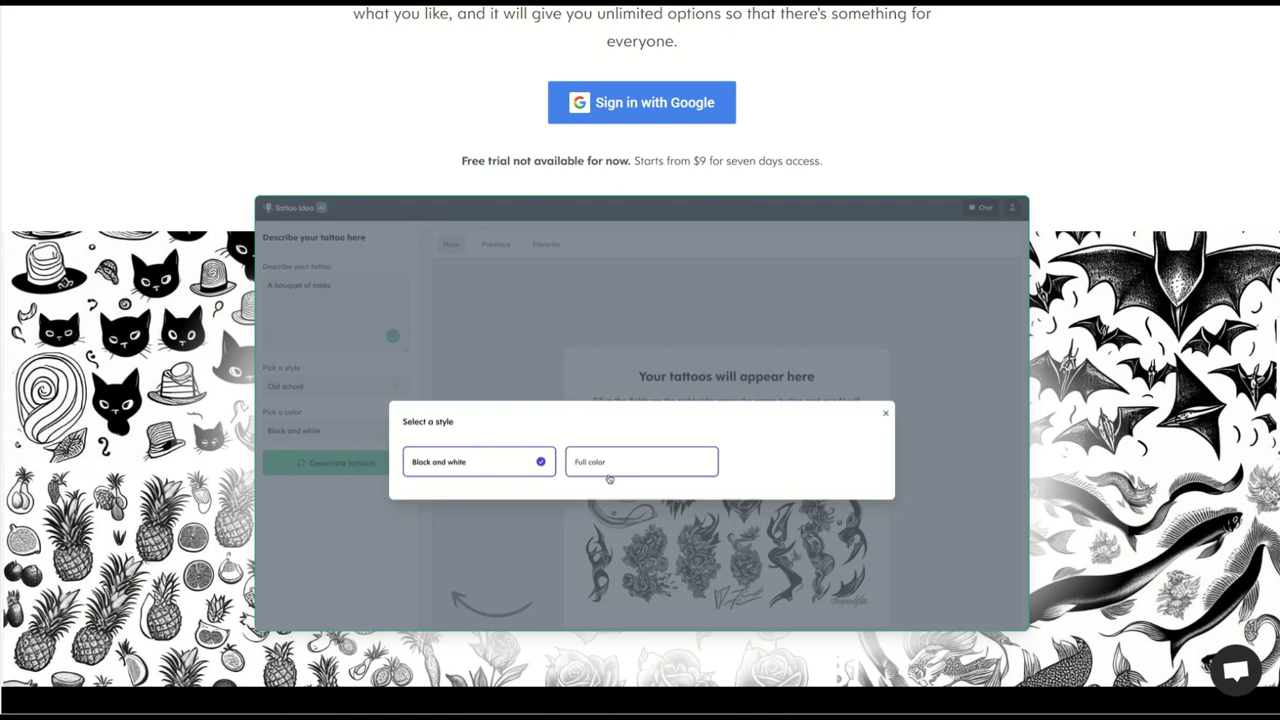 what you like, and it will give you unlimited options so that there's something for
everyone.
Sign in with Google
Free trial not available for now. Starts from $9 for seven days access.
Tattoo Idea AI
Chat
Describe your tattoo here
New
Previous
Favorite
Describe your tattoo
A bouquet of roses
Pick a style
Old school
Your tattoos will appear here
Pick a color
Black and white
Generate tattoos
Select a style
Black and white
Full color